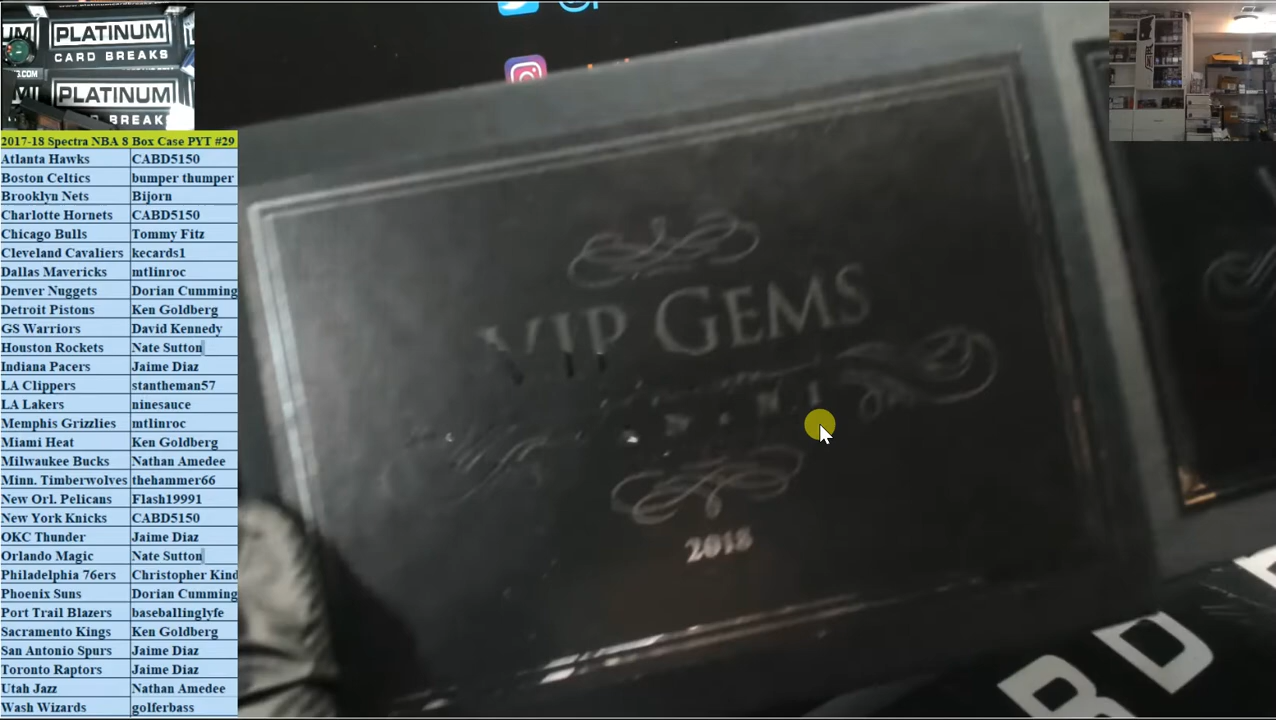 UM PLATINUM
CARD BREAKS
.COM
PLATINUM
2017-18 Spectra NBA 8 Box Case PYT #29
Atlanta Hawks CABD5150
Boston Celtics bumper thumper
Brooklyn Nets Bijorn
Charlotte Hornets CABD5150
Chicago Bulls Tommy Fitz
Cleveland Cavaliers kecards1
Dallas Mavericks mtlinroc
Denver Nuggets Dorian Cumming
Detroit Pistons Ken Goldberg
GS Warriors David Kennedy
Houston Rockets Nate Sutton
Indiana Pacers Jaime Diaz
LA Clippers stantheman57
LA Lakers ninesauce
Memphis Grizzlies mtlinroc
Miami Heat Ken Goldberg
Milwaukee Bucks Nathan Amedee
Minn. Timberwolves thehammer66
New Orl. Pelicans Flash19991
New York Knicks CABD5150
OKC Thunder Jaime Diaz
Orlando Magic Nate Sutton
Philadelphia 76ers Christopher Kind
Phoenix Suns Dorian Cumming
Port Trail Blazers baseballinglyfe
Sacramento Kings Ken Goldberg
San Antonio Spurs Jaime Diaz
Toronto Raptors Jaime Diaz
Utah Jazz Nathan Amedee
Wash Wizards golferbass
VIP GEMS
2018
RD